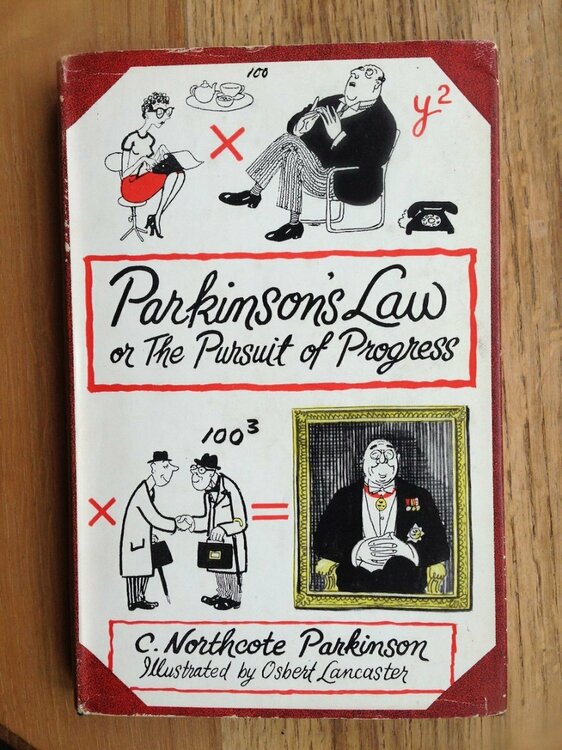 100
× y²
Parkinson's Law
or The Pursuit of Progress
100³
× =
C. Northcote Parkinson
Illustrated by Osbert Lancaster